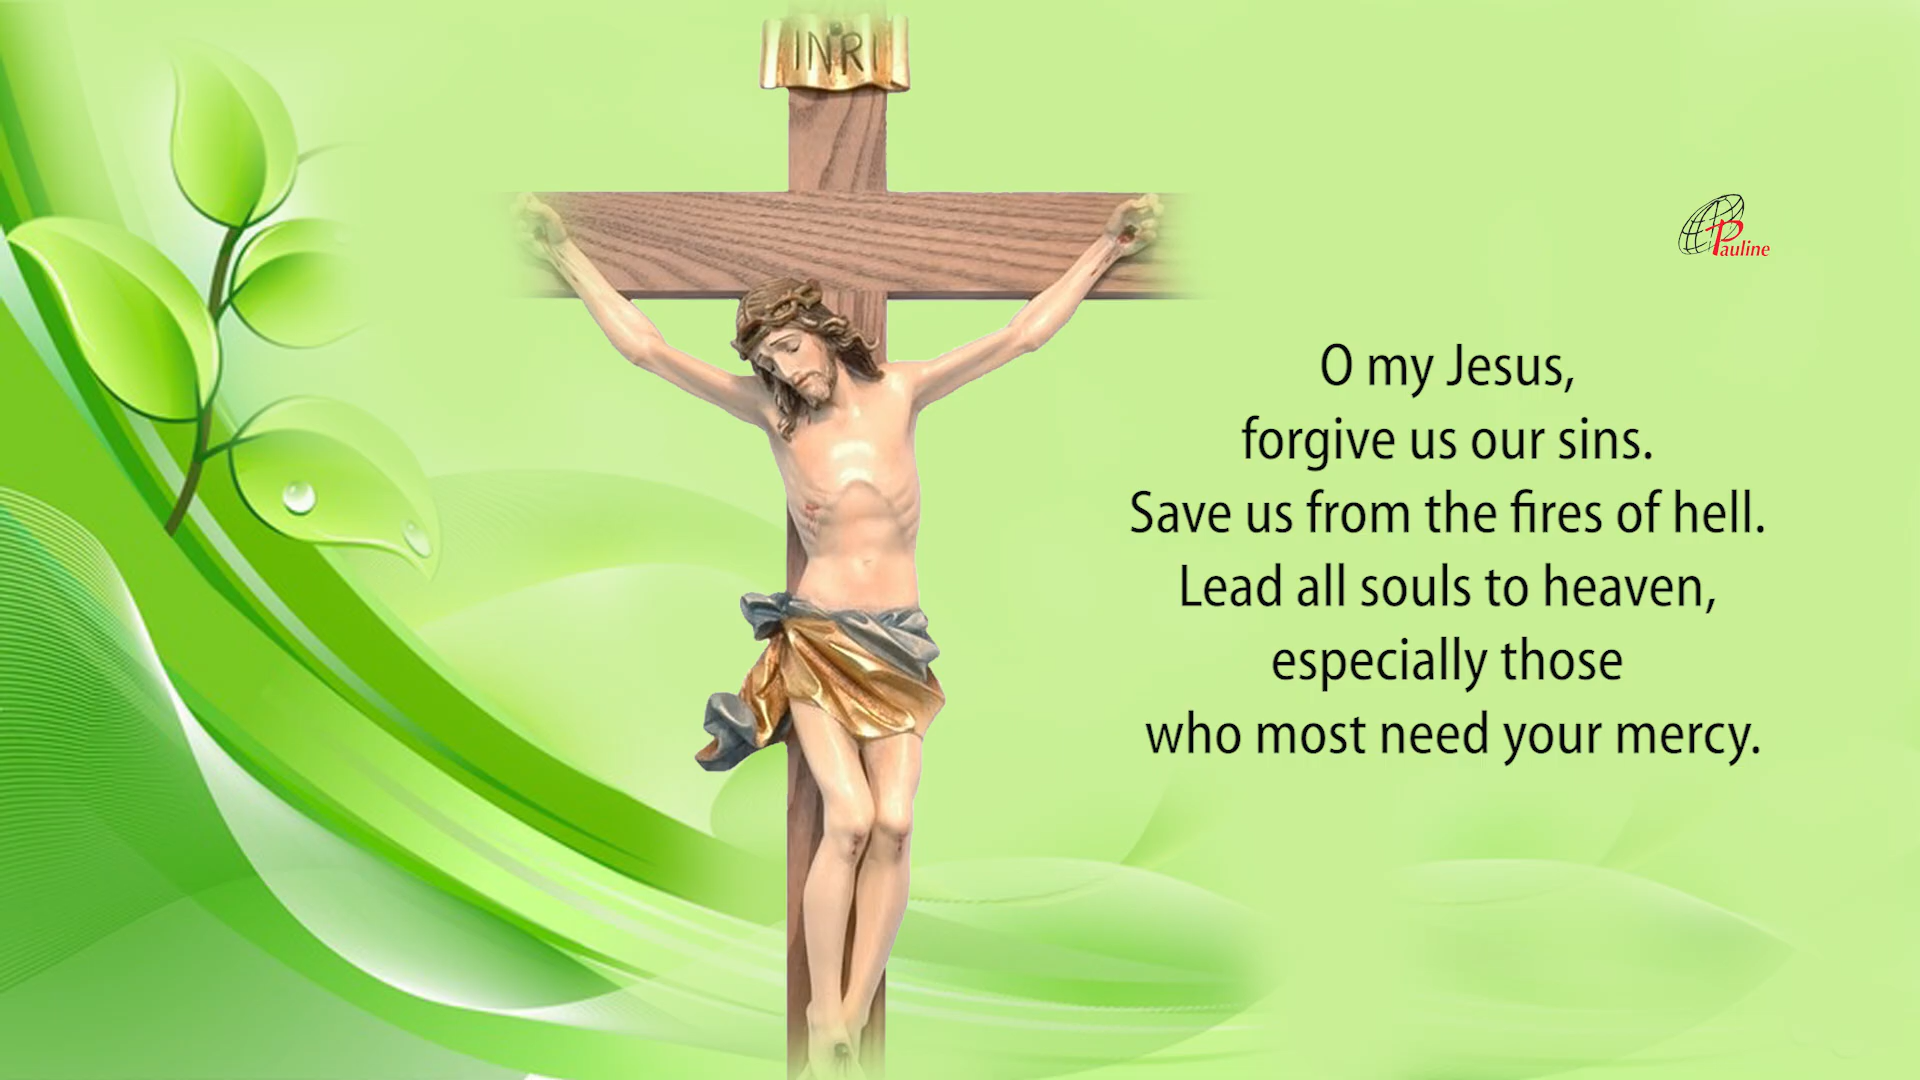 INRI
Pauline
O my Jesus,
forgive us our sins.
Save us from the fires of hell.
Lead all souls to heaven,
especially those
who most need your mercy.